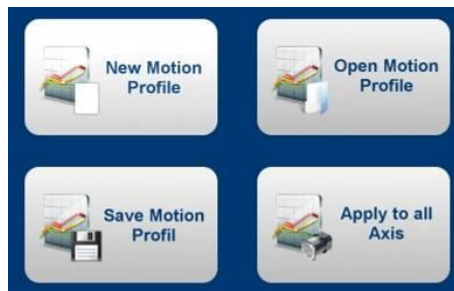 New Motion
Profile
Open Motion
Profile
Save Motion
Profil
Apply to all
Axis